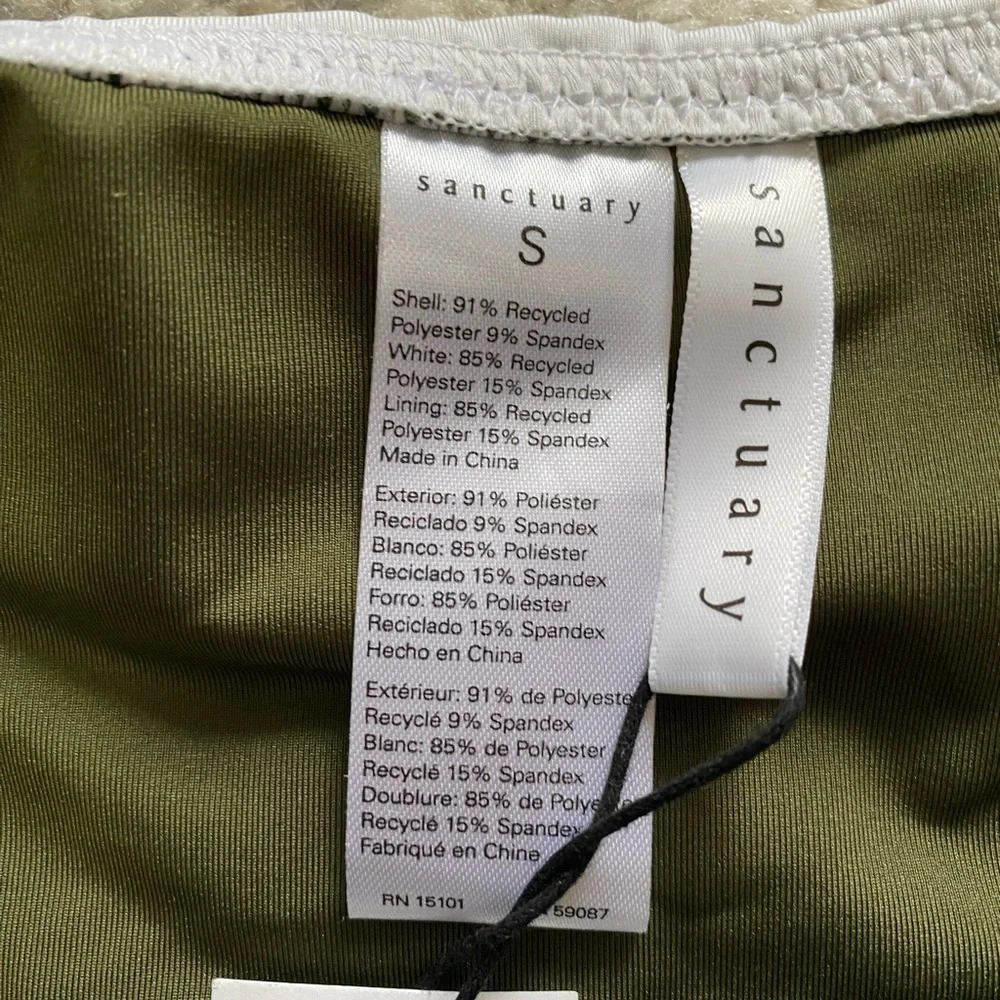 sanctuary
S
Shell: 91% Recycled
Polyester 9% Spandex
White: 85% Recycled
Polyester 15% Spandex
Lining: 85% Recycled
Polyester 15% Spandex
Made in China
Exterior: 91% Poliéster
Reciclado 9% Spandex
Blanco: 85% Poliéster
Reciclado 15% Spandex
Forro: 85% Poliéster
Reciclado 15% Spandex
Hecho en China
Extérieur: 91% de
Recyclé 9% Spandex
Blanc: 85% de Polyester
Recyclé 15% Spandex
Doublure: 85% de
Recyclé 15% Spandex
Fabriqué en Chine
RN 15101 59087
sanctuary